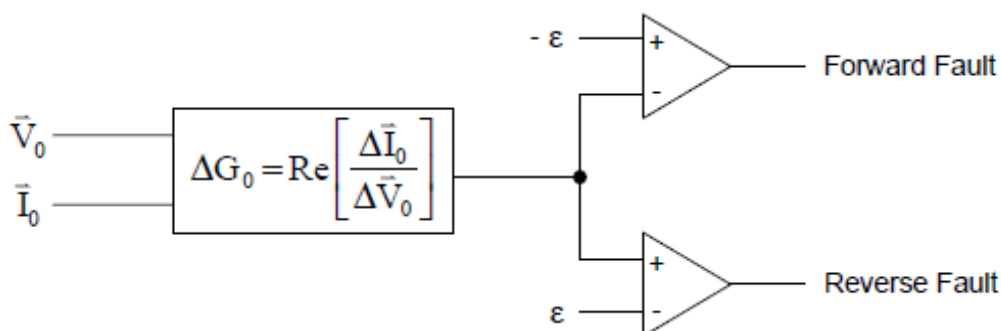 - ε
+
-
Forward Fault
V⃗₀
I⃗₀
ΔG₀ = Re[ΔI⃗₀ / ΔV⃗₀]
+
-
ε
Reverse Fault